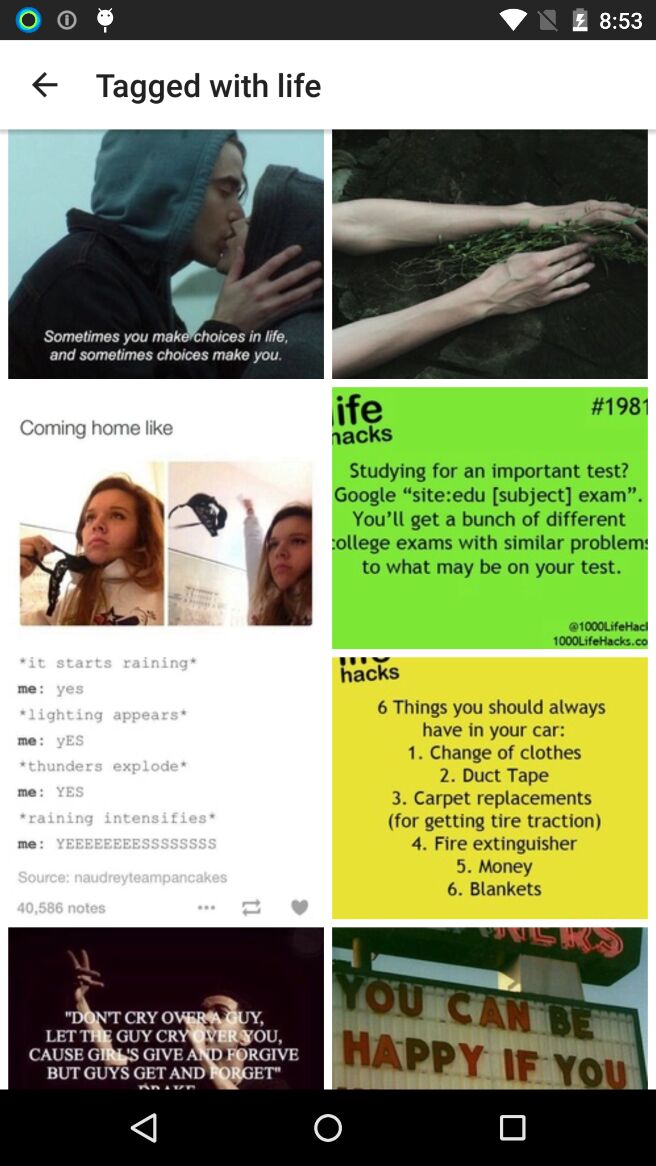 8:53
Tagged with life
Sometimes you make choices in life,
and sometimes choices make you.
Coming home like
ife
hacks
#1981
Studying for an important test?
Google “site:edu [subject] exam”.
You’ll get a bunch of different
college exams with similar problems
to what may be on your test.
@1000LifeHac
1000LifeHacks.co
*it starts raining*
me: yes
*lighting appears*
me: yES
*thunders explode*
me: YES
*raining intensifies*
me: YEEEEEEEESSSSSSSS
Source: naudreyteampancakes
40,586 notes
hacks
6 Things you should always
have in your car:
1. Change of clothes
2. Duct Tape
3. Carpet replacements
(for getting tire traction)
4. Fire extinguisher
5. Money
6. Blankets
"DON'T CRY OVER A GUY,
LET THE GUY CRY OVER YOU,
CAUSE GIRL'S GIVE AND FORGIVE
BUT GUYS GET AND FORGET"
DRAKE
YOU CAN BE
HAPPY IF YOU